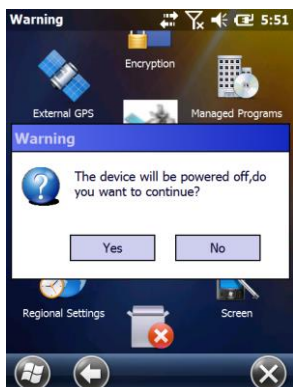 Warning 5:51
Encryption
External GPS Managed Programs
Warning
The device will be powered off,do
you want to continue?
Yes No
Regional Settings Screen